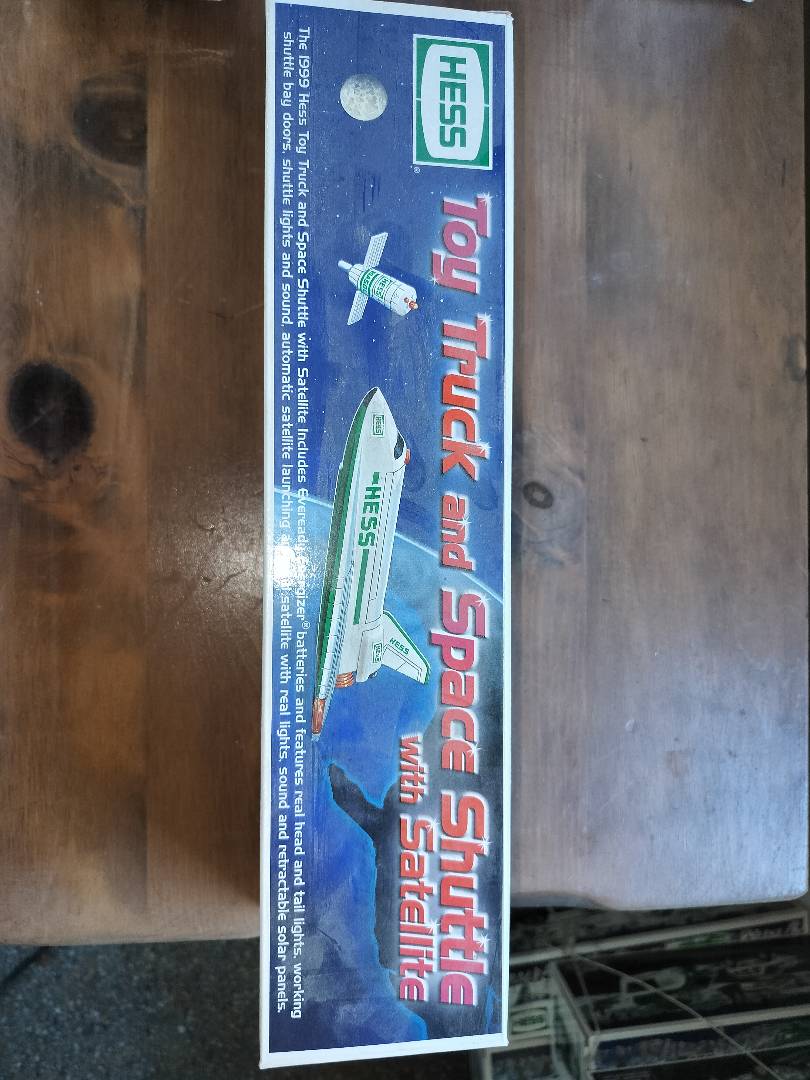 HESS
Toy Truck and Space Shuttle
with Satellite
HESS
HESS
HESS
HESS
HESS
The 1999 Hess Toy Truck and Space Shuttle with Satellite Includes Eveready Energizer® batteries and features real head and tail lights, working
shuttle bay doors, shuttle lights and sound, automatic satellite launching satellite with real lights, sound and retractable solar panels.